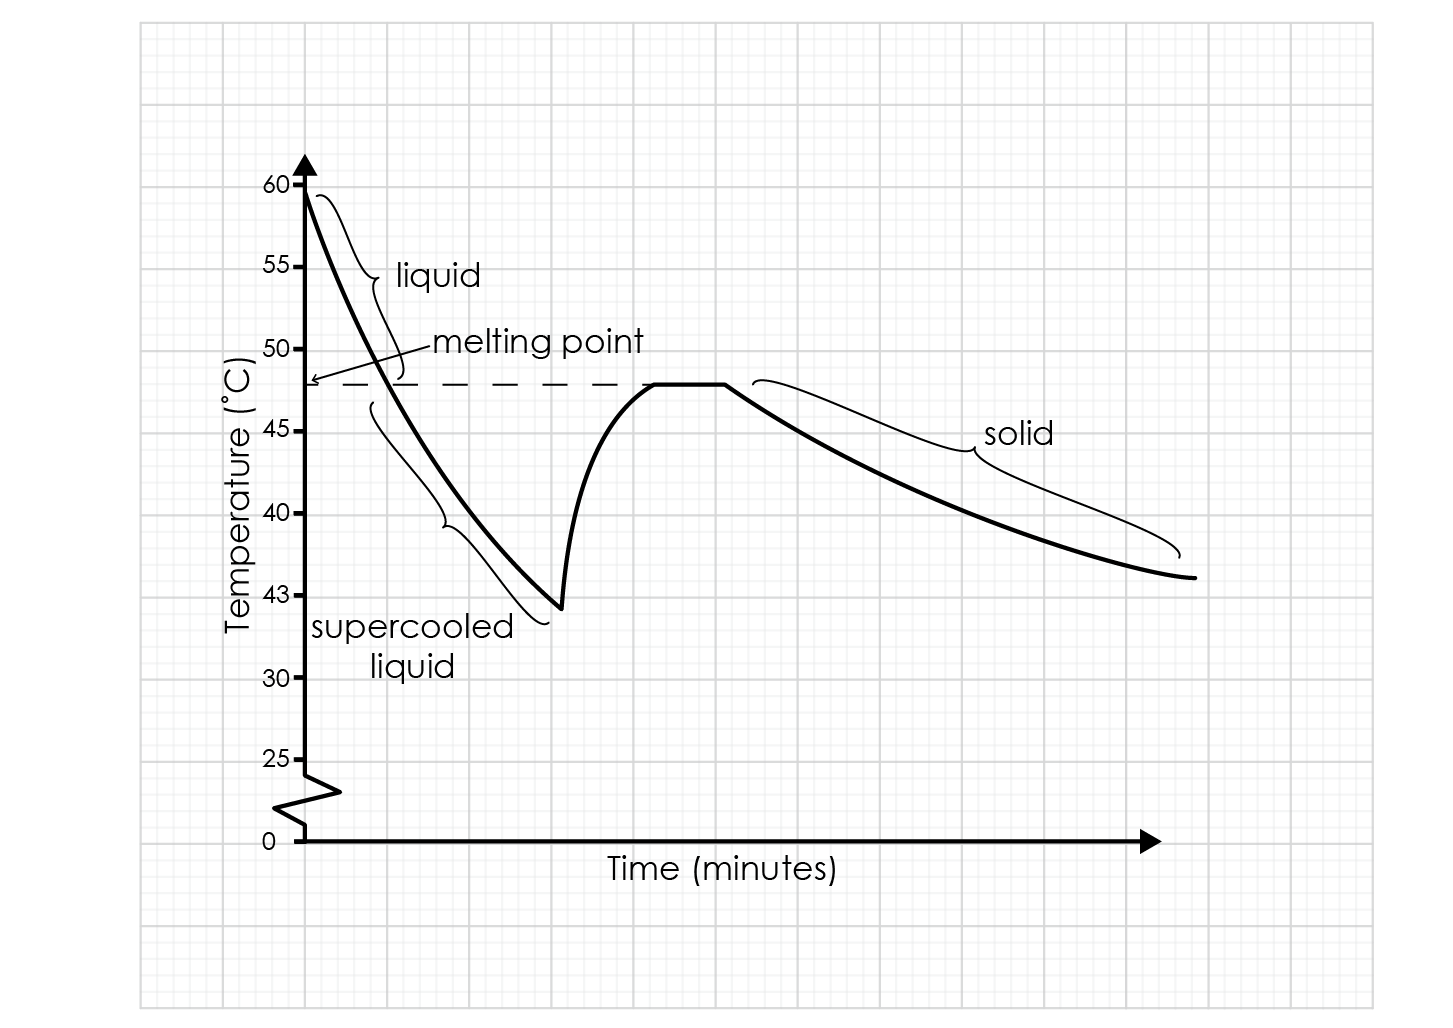 60
55
50
45
40
43
30
25
0
Temperature (°C)
liquid
melting point
solid
supercooled
liquid
Time (minutes)